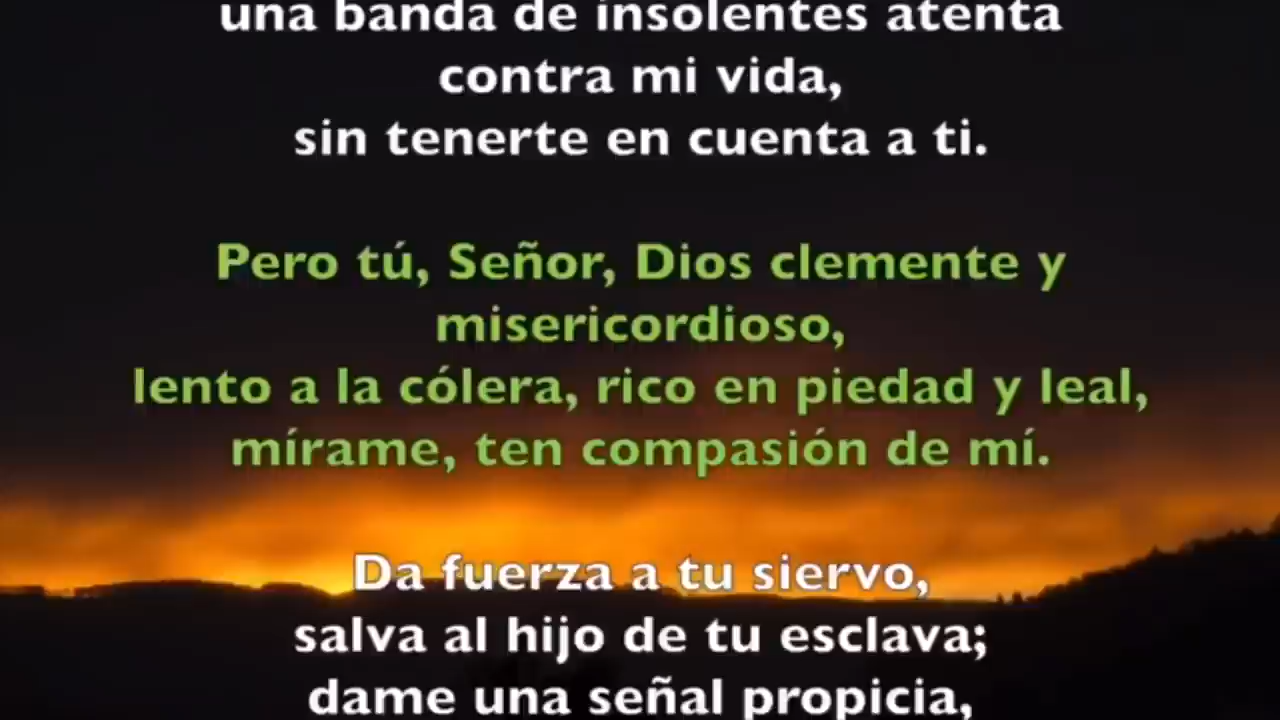 una banda de insolentes atenta
contra mi vida,
sin tenerte en cuenta a ti.
Pero tú, Señor, Dios clemente y
misericordioso,
lento a la cólera, rico en piedad y leal,
mírame, ten compasión de mí.
Da fuerza a tu siervo,
salva al hijo de tu esclava;
dame una señal propicia,